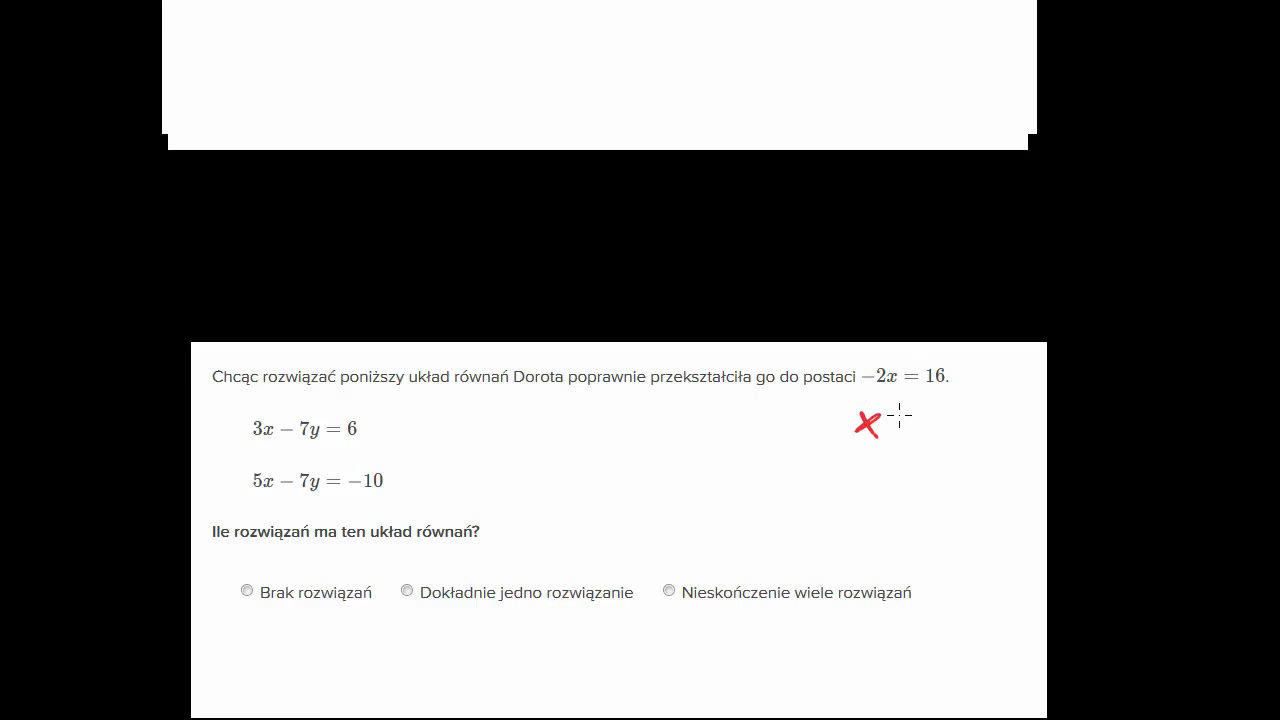 Chcąc rozwiązać poniższy układ równań Dorota poprawnie przekształciła go do postaci −2x = 16.
x
3x − 7y = 6
5x − 7y = −10
Ile rozwiązań ma ten układ równań?
Brak rozwiązań Dokładnie jedno rozwiązanie Nieskończenie wiele rozwiązań